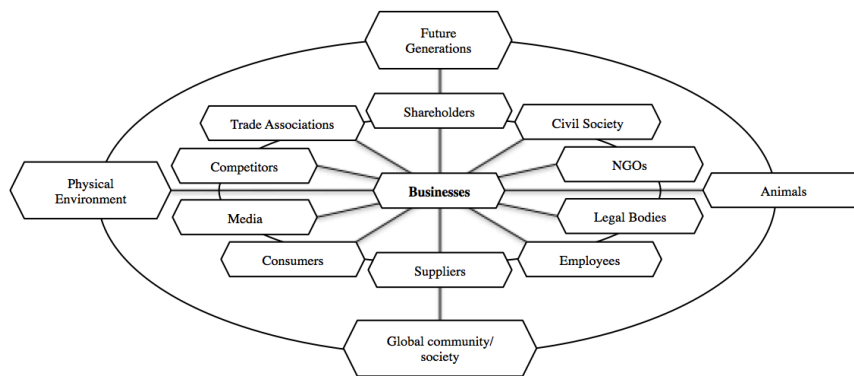 Future
Generations
Shareholders
Trade Associations
Civil Society
Competitors
NGOs
Physical
Environment
Businesses
Animals
Media
Legal Bodies
Consumers
Employees
Suppliers
Global community/
society